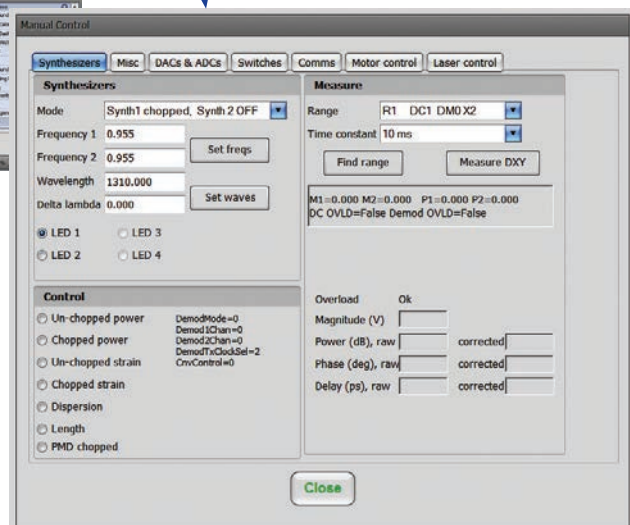 Manual Control
Synthesizers Misc DACs & ADCs Switches Comms Motor control Laser control
Synthesizers
Mode Synth1 chopped, Synth 2 OFF
Frequency 1 0.955
Set freqs
Frequency 2 0.955
Wavelength 1310.000
Set waves
Delta lambda 0.000
LED 1 LED 3
LED 2 LED 4
Measure
Range R1 DC1 DM0 X2
Time constant 10 ms
Find range Measure DXY
M1=0.000 M2=0.000 P1=0.000 P2=0.000
DC OVLD=False Demod OVLD=False
Control
Un-chopped power
Chopped power
Un-chopped strain
Chopped strain
Dispersion
Length
PMD chopped
DemodMode=0
Demod1Chan=0
Demod2Chan=0
DemodTxClockSel=2
CnvControl=0
Overload Ok
Magnitude (V)
Power (dB), raw corrected
Phase (deg), raw corrected
Delay (ps), raw corrected
Close